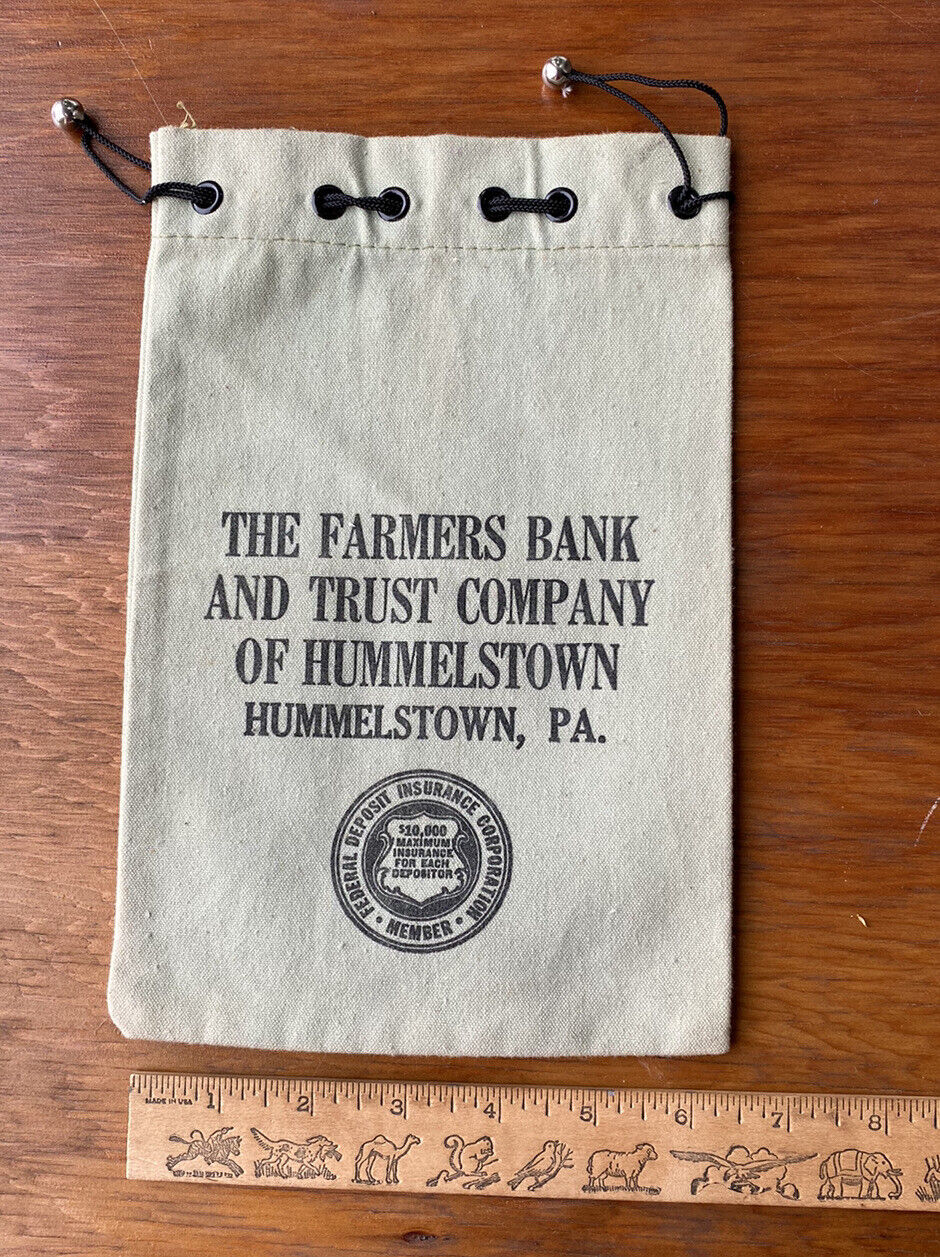 THE FARMERS BANK
AND TRUST COMPANY
OF HUMMELSTOWN
HUMMELSTOWN, PA.
FEDERAL DEPOSIT INSURANCE CORPORATION
$10,000
MAXIMUM
INSURANCE
FOR EACH
DEPOSITOR
• MEMBER •
MADE IN USA
1 2 3 4 5 6 7 8